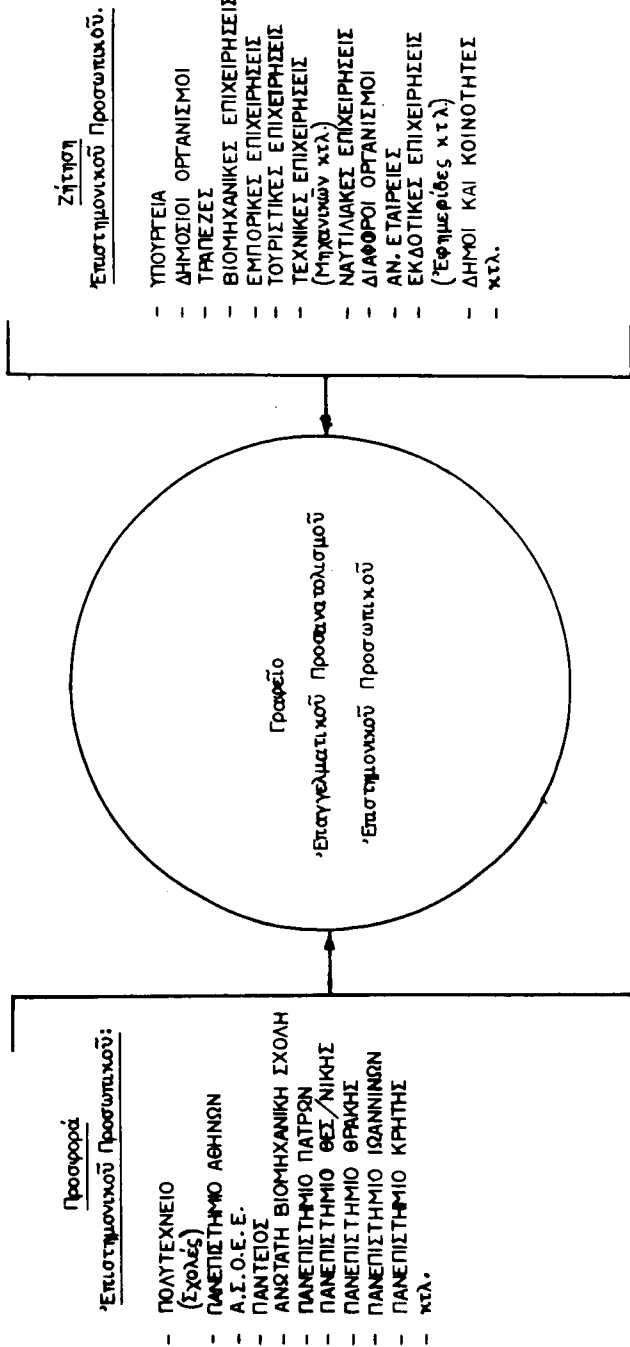 Προσφορά
Ἐπιστημονικοῦ Προσωπικοῦ:
- ΠΟΛΥΤΕΧΝΕΙΟ
(Σχολές)
- ΠΑΝΕΠΙΣΤΗΜΙΟ ΑΘΗΝΩΝ
- Α.Σ.Ο.Ε.Ε.
- ΠΑΝΤΕΙΟΣ
- ΑΝΩΤΑΤΗ ΒΙΟΜΗΧΑΝΙΚΗ ΣΧΟΛΗ
- ΠΑΝΕΠΙΣΤΗΜΙΟ ΠΑΤΡΩΝ
- ΠΑΝΕΠΙΣΤΗΜΙΟ ΘΕΣ/ΝΙΚΗΣ
- ΠΑΝΕΠΙΣΤΗΜΙΟ ΘΡΑΚΗΣ
- ΠΑΝΕΠΙΣΤΗΜΙΟ ΙΩΑΝΝΙΝΩΝ
- ΠΑΝΕΠΙΣΤΗΜΙΟ ΚΡΗΤΗΣ
- κτλ.
Γραφεῖο
Ἐπαγγελματικοῦ Προσανατολισμοῦ
Ἐπιστημονικοῦ Προσωπικοῦ
Ζήτηση
Ἐπιστημονικοῦ Προσωπικοῦ.
- ΥΠΟΥΡΓΕΙΑ
- ΔΗΜΟΣΙΟΙ ΟΡΓΑΝΙΣΜΟΙ
- ΤΡΑΠΕΖΕΣ
- ΒΙΟΜΗΧΑΝΙΚΕΣ ΕΠΙΧΕΙΡΗΣΕΙΣ
- ΕΜΠΟΡΙΚΕΣ ΕΠΙΧΕΙΡΗΣΕΙΣ
- ΤΟΥΡΙΣΤΙΚΕΣ ΕΠΙΧΕΙΡΗΣΕΙΣ
- ΤΕΧΝΙΚΕΣ ΕΠΙΧΕΙΡΗΣΕΙΣ
(Μηχανικών κτλ.)
- ΝΑΥΤΙΛΙΑΚΕΣ ΕΠΙΧΕΙΡΗΣΕΙΣ
- ΔΙΑΦΟΡΟΙ ΟΡΓΑΝΙΣΜΟΙ
- ΑΝ. ΕΤΑΙΡΕΙΕΣ
- ΕΚΔΟΤΙΚΕΣ ΕΠΙΧΕΙΡΗΣΕΙΣ
(Ἐφημερίδες κτλ)
- ΔΗΜΟΙ ΚΑΙ ΚΟΙΝΟΤΗΤΕΣ
- κτλ.